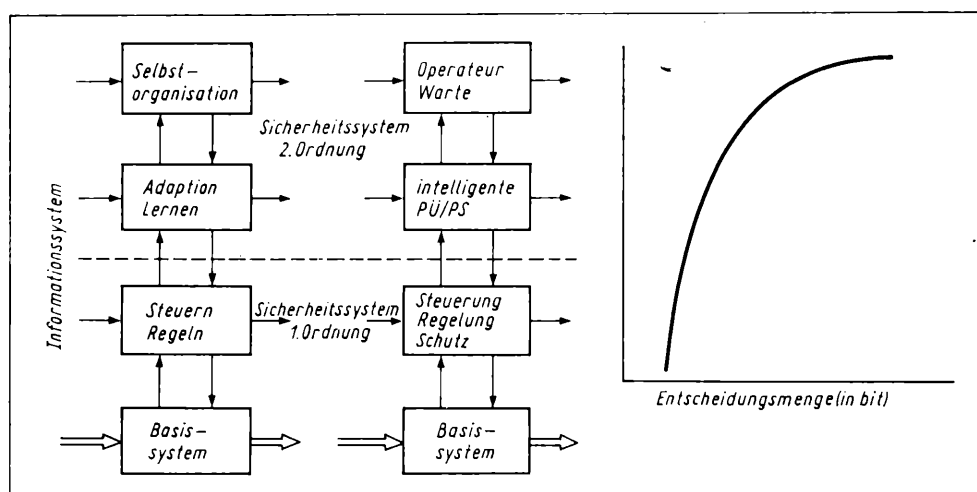 Informationssystem
Selbst-
organisation
Adaption
Lernen
Steuern
Regeln
Basis-
system
Sicherheitssystem
2.Ordnung
Sicherheitssystem
1.Ordnung
Operateur
Warte
intelligente
PÜ/PS
Steuerung
Regelung
Schutz
Basis-
system
Entscheidungsmenge(in bit)